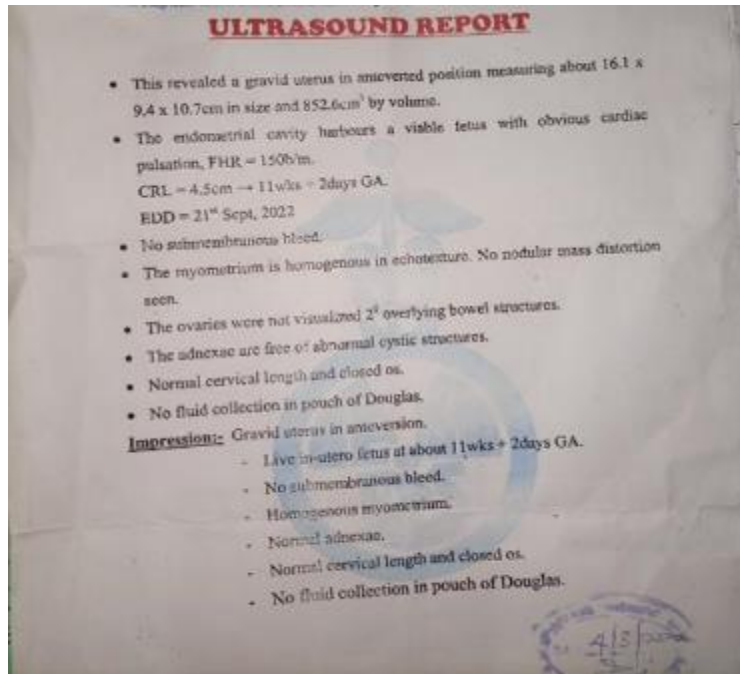 ULTRASOUND REPORT
• This revealed a gravid uterus in anteverted position measuring about 16.1 x
9.4 x 10.7cm in size and 852.6cm³ by volume.
• The endometrial cavity harbours a viable fetus with obvious cardiac
pulsation, FHR = 150b/m.
CRL = 4.5cm → 11wks + 2days GA.
EDD = 21st Sept, 2022
• No submembranous bleed.
• The myometrium is homogenous in echotexture. No nodular mass distortion
seen.
• The ovaries were not visualized 2° overlying bowel structures.
• The adnexae are free of abnormal cystic structures.
• Normal cervical length and closed os.
• No fluid collection in pouch of Douglas.
Impression:- Gravid uterus in anteversion.
- Live in-utero fetus at about 11wks + 2days GA.
- No submembranous bleed.
- Homogenous myometrium.
- Normal adnexae.
- Normal cervical length and closed os.
- No fluid collection in pouch of Douglas.
4/3/